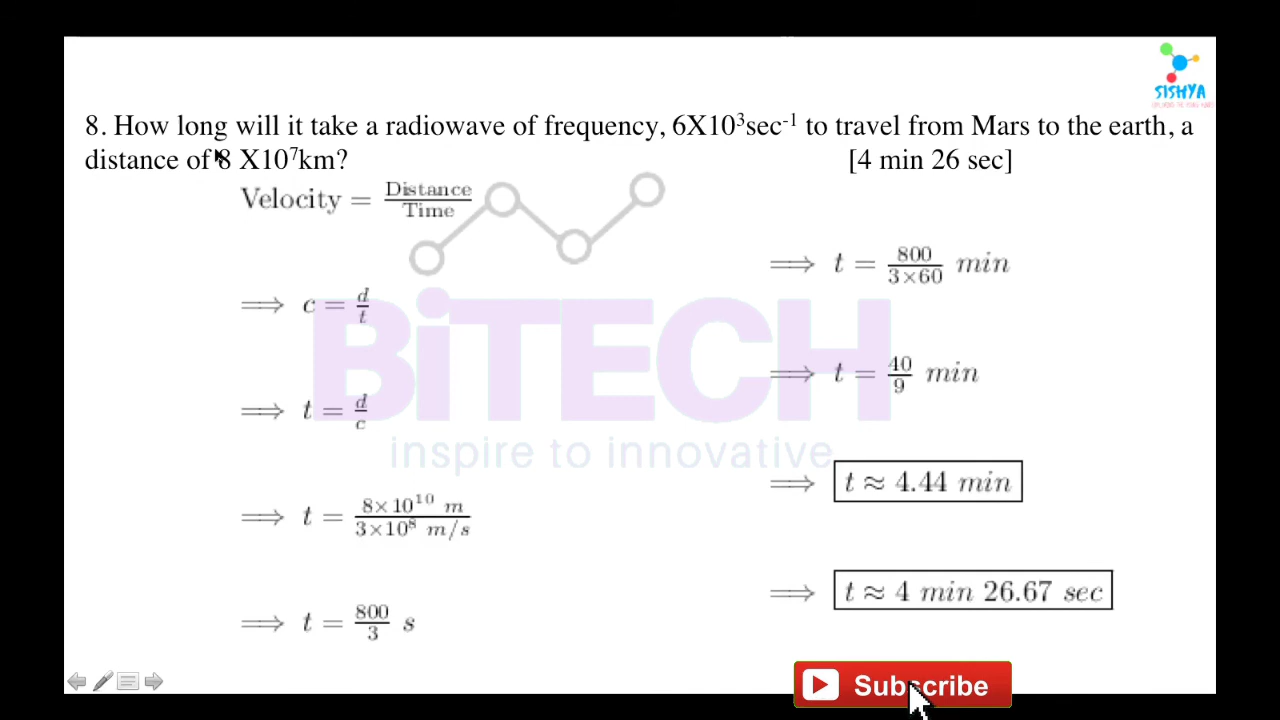 SISHYA
8. How long will it take a radiowave of frequency, 6X10³sec⁻¹ to travel from Mars to the earth, a
distance of 8 X10⁷km? [4 min 26 sec]
Velocity = Distance/Time
⟹ c = d/t
⟹ t = d/c
⟹ t = 8×10¹⁰ m / 3×10⁸ m/s
⟹ t = 800/3 s
⟹ t = 800/(3×60) min
⟹ t = 40/9 min
⟹ t ≈ 4.44 min
⟹ t ≈ 4 min 26.67 sec
BiTECH
inspire to innovative
Subscribe